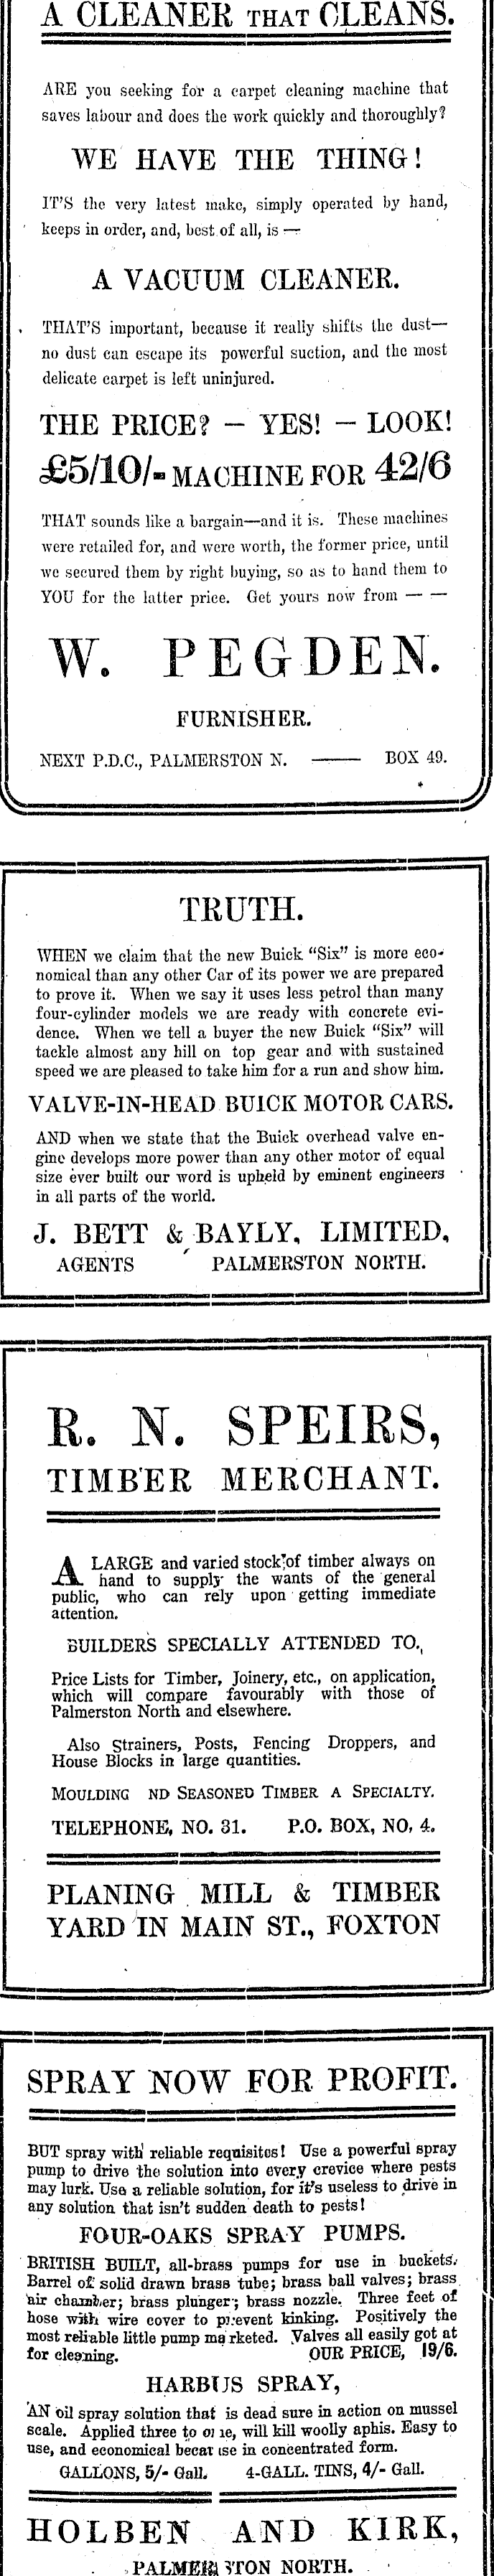 A CLEANER THAT CLEANS.
ARE you seeking for a carpet cleaning machine that
saves labour and does the work quickly and thoroughly?
WE HAVE THE THING!
IT'S the very latest make, simply operated by hand,
keeps in order, and, best of all, is —
A VACUUM CLEANER.
THAT'S important, because it really shifts the dust—
no dust can escape its powerful suction, and the most
delicate carpet is left uninjured.
THE PRICE? — YES! — LOOK!
£5/10/- MACHINE FOR 42/6
THAT sounds like a bargain—and it is. These machines
were retailed for, and were worth, the former price, until
we secured them by right buying, so as to hand them to
YOU for the latter price. Get yours now from — —
W. PEGDEN.
FURNISHER.
NEXT P.D.C., PALMERSTON N. —— BOX 49.
TRUTH.
WHEN we claim that the new Buick "Six" is more eco-
nomical than any other Car of its power we are prepared
to prove it. When we say it uses less petrol than many
four-cylinder models we are ready with concrete evi-
dence. When we tell a buyer the new Buick "Six" will
tackle almost any hill on top gear and with sustained
speed we are pleased to take him for a run and show him.
VALVE-IN-HEAD BUICK MOTOR CARS.
AND when we state that the Buick overhead valve en-
gine develops more power than any other motor of equal
size ever built our word is upheld by eminent engineers
in all parts of the world.
J. BETT & BAYLY, LIMITED,
AGENTS PALMERSTON NORTH.
R. N. SPEIRS,
TIMBER MERCHANT.
A LARGE and varied stock of timber always on
hand to supply the wants of the general
public, who can rely upon getting immediate
attention.
BUILDERS SPECIALLY ATTENDED TO.
Price Lists for Timber, Joinery, etc., on application,
which will compare favourably with those of
Palmerston North and elsewhere.
Also Strainers, Posts, Fencing Droppers, and
House Blocks in large quantities.
MOULDING ND SEASONED TIMBER A SPECIALTY.
TELEPHONE, NO. 31. P.O. BOX, NO, 4.
PLANING MILL & TIMBER
YARD IN MAIN ST., FOXTON
SPRAY NOW FOR PROFIT.
BUT spray with reliable requisites! Use a powerful spray
pump to drive the solution into every crevice where pests
may lurk. Use a reliable solution, for it's useless to drive in
any solution that isn't sudden death to pests!
FOUR-OAKS SPRAY PUMPS.
BRITISH BUILT, all-brass pumps for use in buckets.
Barrel of solid drawn brass tube; brass ball valves; brass
air chamber; brass plunger; brass nozzle. Three feet of
hose with wire cover to prevent kinking. Positively the
most reliable little pump marketed. Valves all easily got at
for cleaning. OUR PRICE, 19/6.
HARBUS SPRAY,
AN oil spray solution that is dead sure in action on mussel
scale. Applied three to one, will kill woolly aphis. Easy to
use, and economical because in concentrated form.
GALLONS, 5/- Gall. 4-GALL. TINS, 4/- Gall.
HOLBEN AND KIRK,
PALMERSTON NORTH.